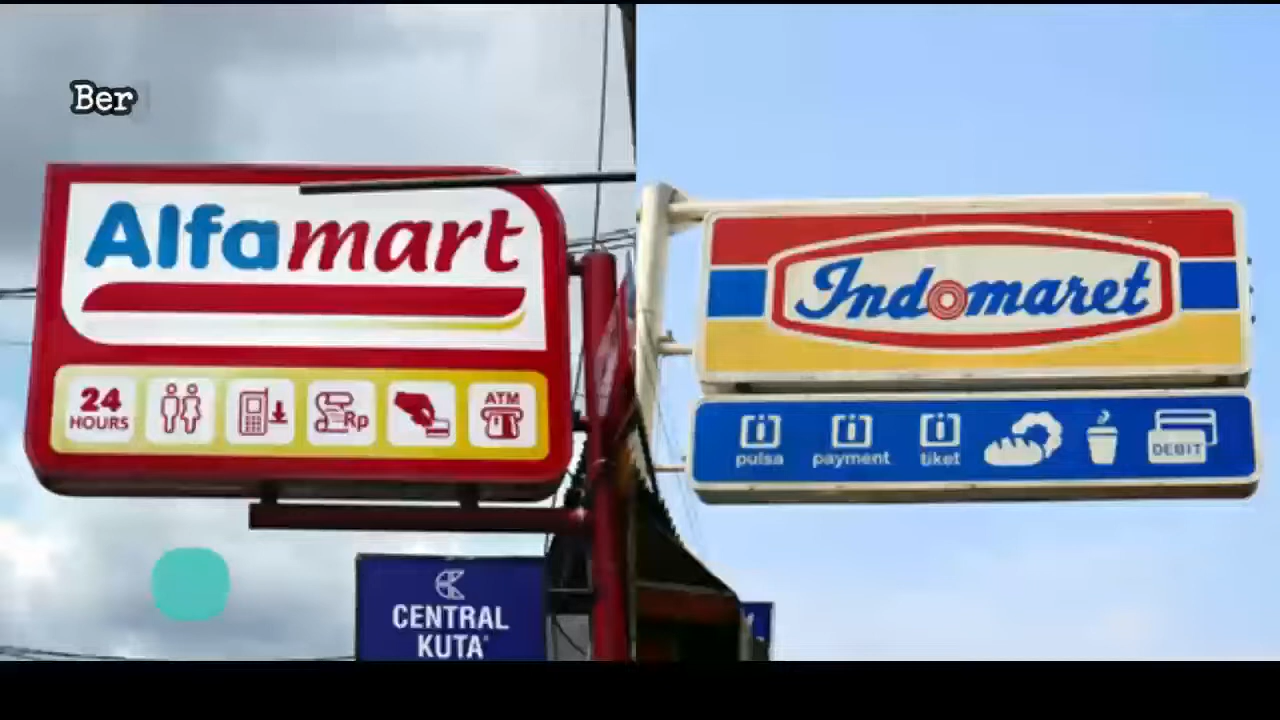 Ber
Alfamart
24
HOURS
Rp
ATM
CENTRAL
KUTA
Indomaret
pulsa payment tiket DEBIT